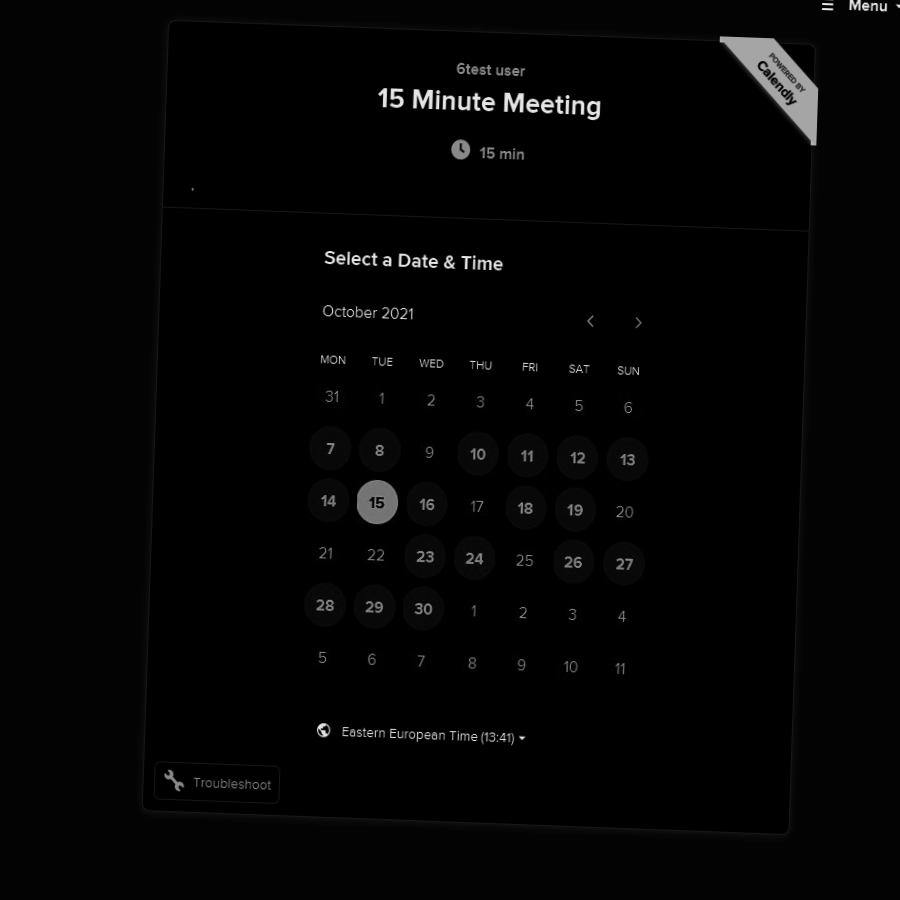 ☰ Menu
POWERED BY
Calendly
6test user
15 Minute Meeting
15 min
.
Select a Date & Time
October 2021
MON TUE WED THU FRI SAT SUN
31 1 2 3 4 5 6
7 8 9 10 11 12 13
14 15 16 17 18 19 20
21 22 23 24 25 26 27
28 29 30 1 2 3 4
5 6 7 8 9 10 11
Eastern European Time (13:41)
Troubleshoot